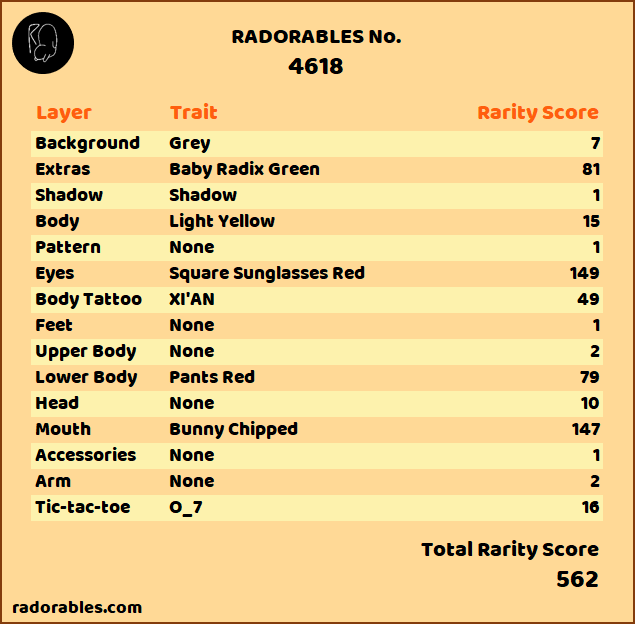 RADORABLES No.
4618
Layer Trait Rarity Score
Background Grey 7
Extras Baby Radix Green 81
Shadow Shadow 1
Body Light Yellow 15
Pattern None 1
Eyes Square Sunglasses Red 149
Body Tattoo XI'AN 49
Feet None 1
Upper Body None 2
Lower Body Pants Red 79
Head None 10
Mouth Bunny Chipped 147
Accessories None 1
Arm None 2
Tic-tac-toe O_7 16
Total Rarity Score
562
radorables.com